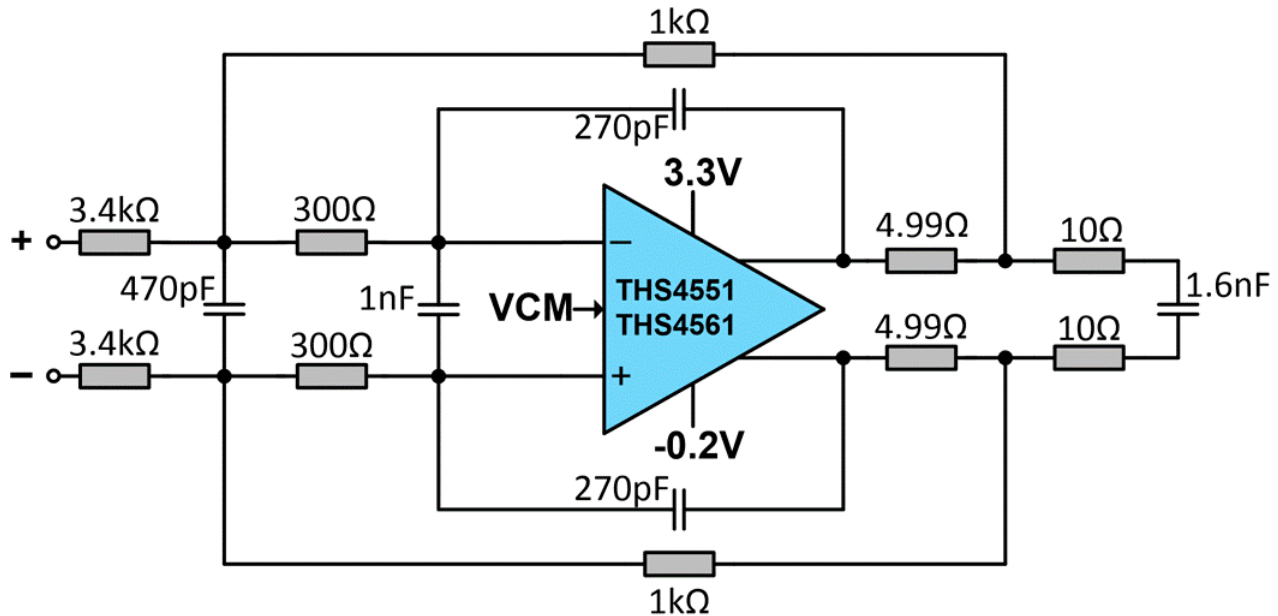 1kΩ
270pF
3.3V
3.4kΩ
300Ω
4.99Ω
10Ω
+
−
470pF
1nF
VCM
THS4551
THS4561
1.6nF
3.4kΩ
300Ω
4.99Ω
10Ω
−
+
-0.2V
270pF
1kΩ